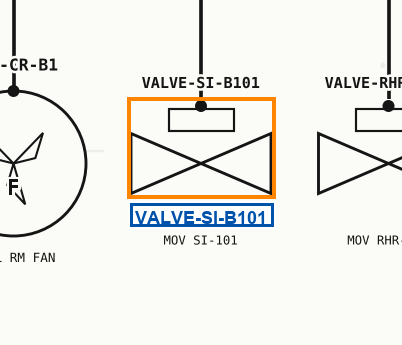 -CR-B1
VALVE-SI-B101
VALVE-RHR
F
VALVE-SI-B101
MOV SI-101
MOV RHR-
RM FAN